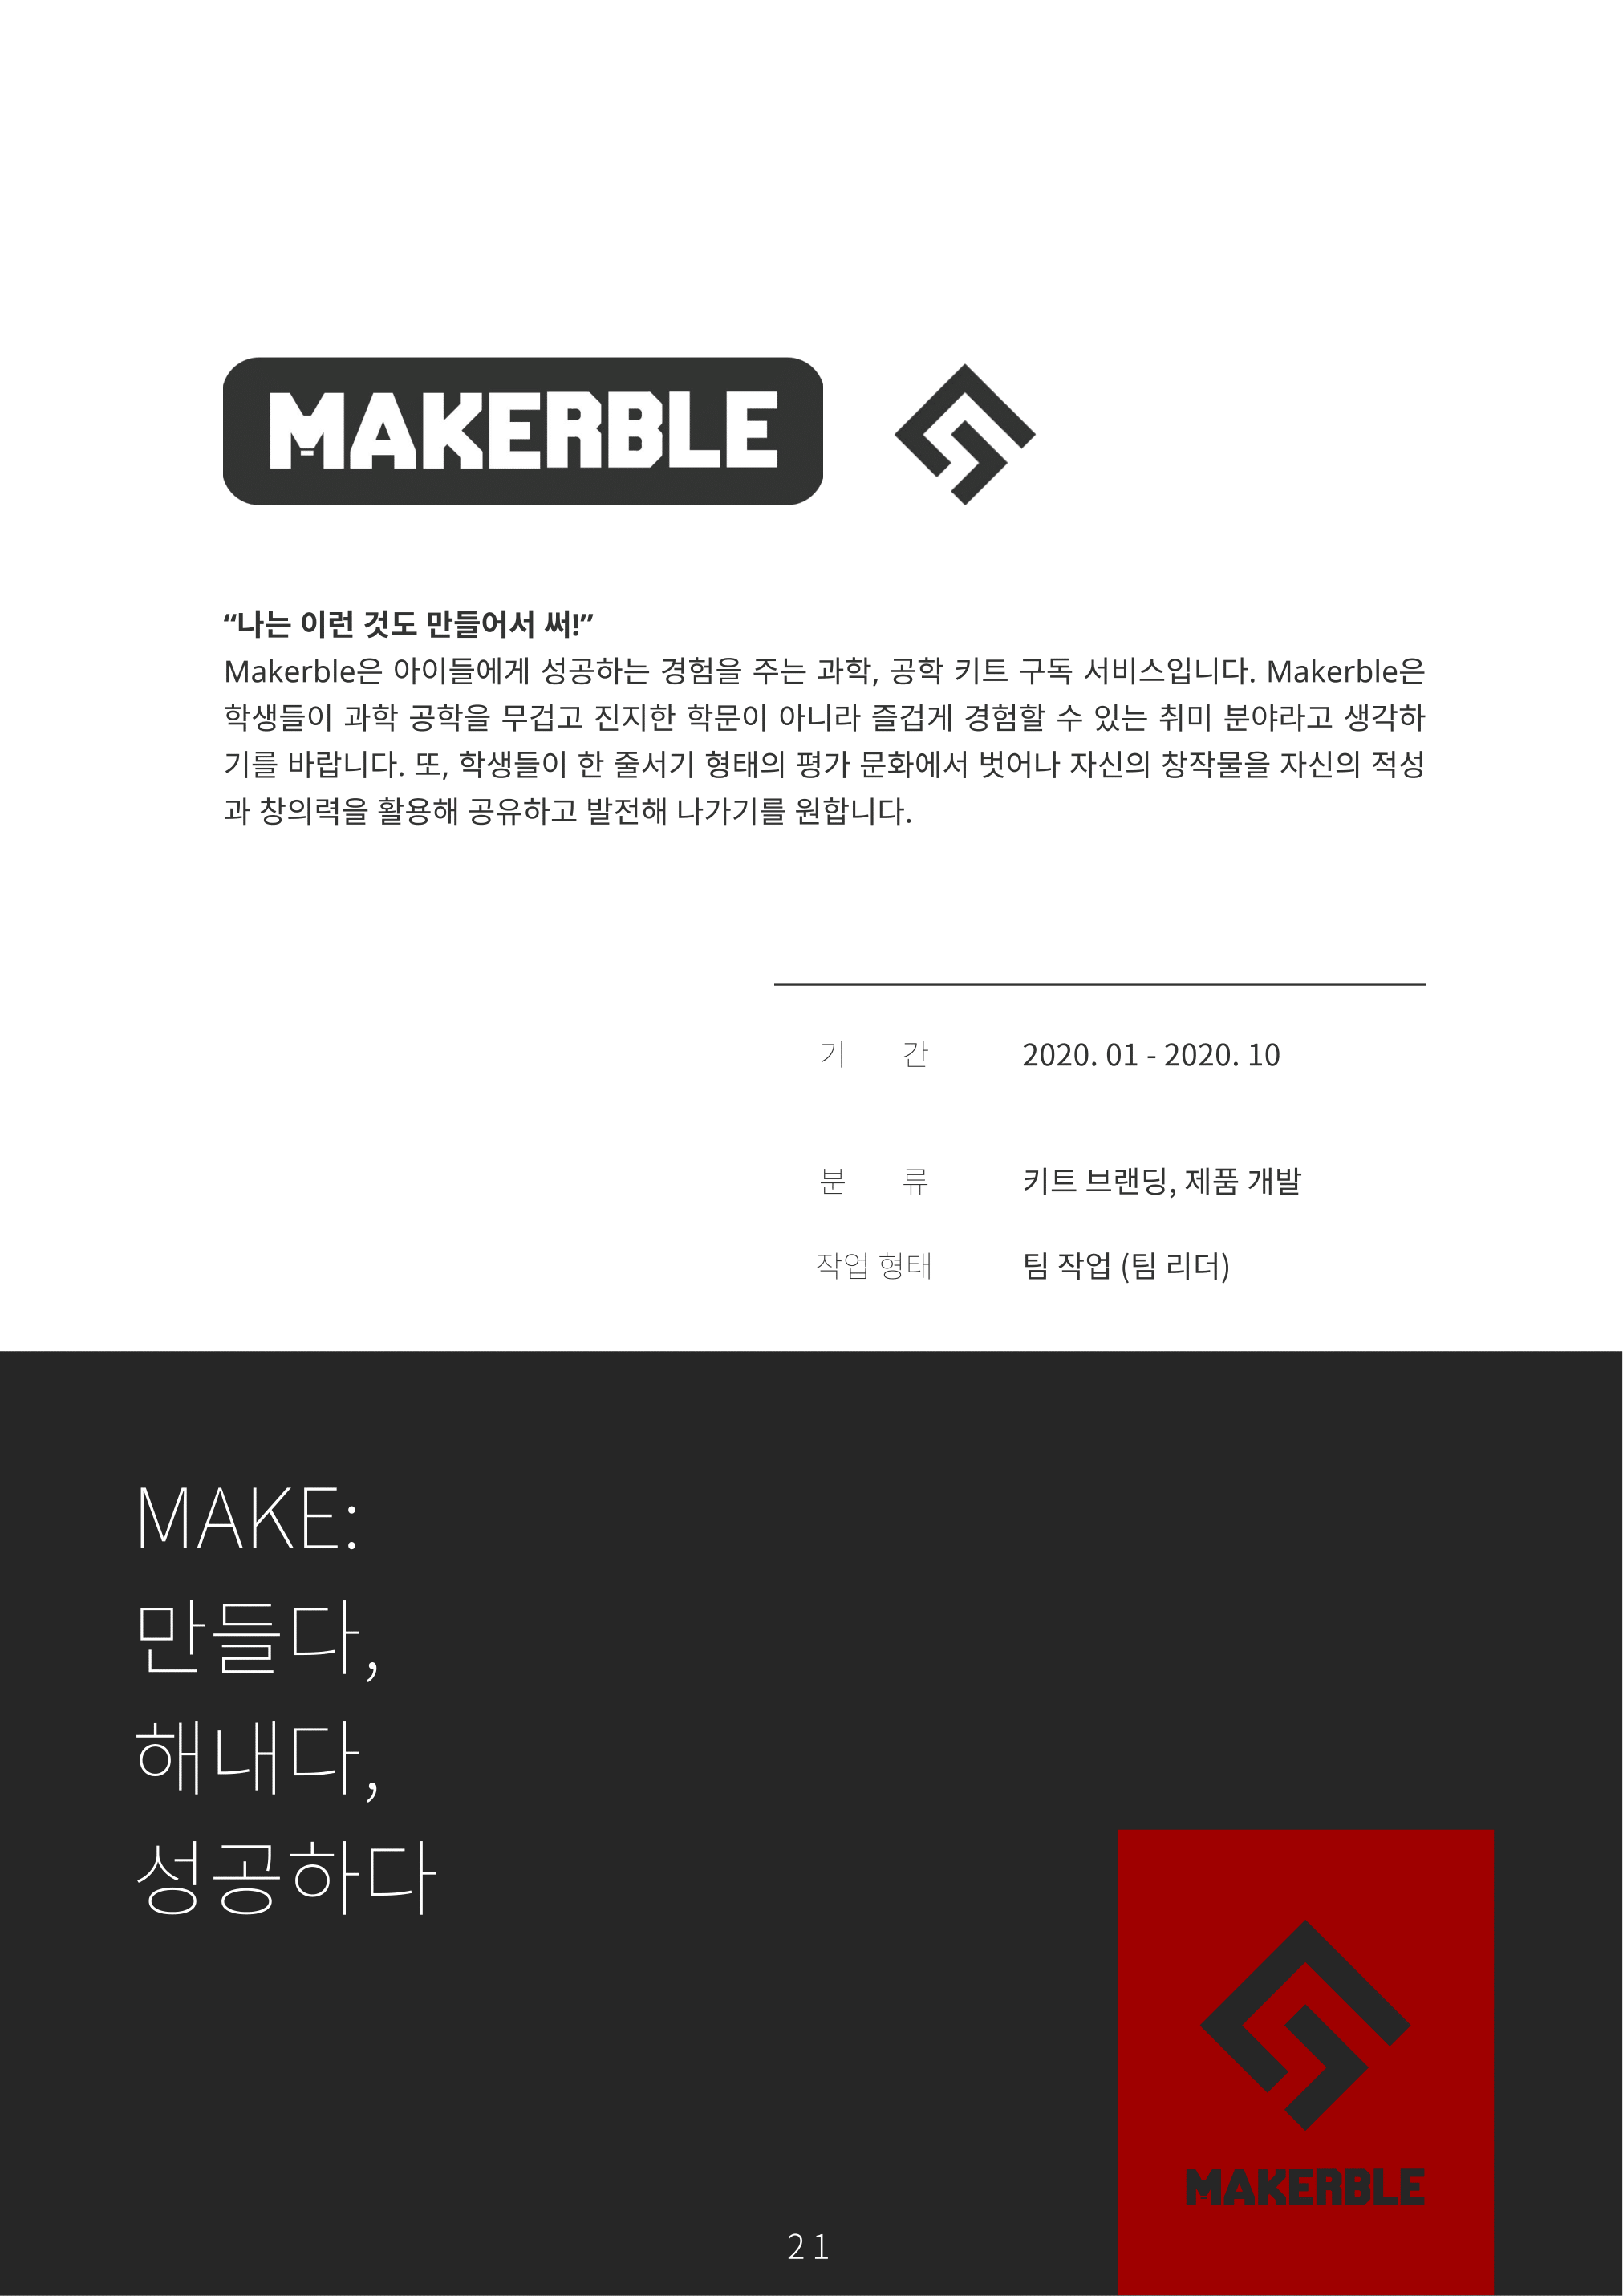 MAKERBLE
“나는 이런 것도 만들어서 써!”
Makerble은 아이들에게 성공하는 경험을 주는 과학, 공학 키트 구독 서비스입니다. Makerble은
학생들이 과학 공학을 무겁고 진지한 학문이 아니라 즐겁게 경험할 수 있는 취미 분야라고 생각하
기를 바랍니다. 또, 학생들이 한 줄서기 형태의 평가 문화에서 벗어나 자신의 창작물을 자신의 적성
과 창의력을 활용해 공유하고 발전해 나가기를 원합니다.
기 간 2020. 01 - 2020. 10
분 류 키트 브랜딩, 제품 개발
작업 형태 팀 작업 (팀 리더)
MAKE:
만들다,
해내다,
성공하다
MAKERBLE
21